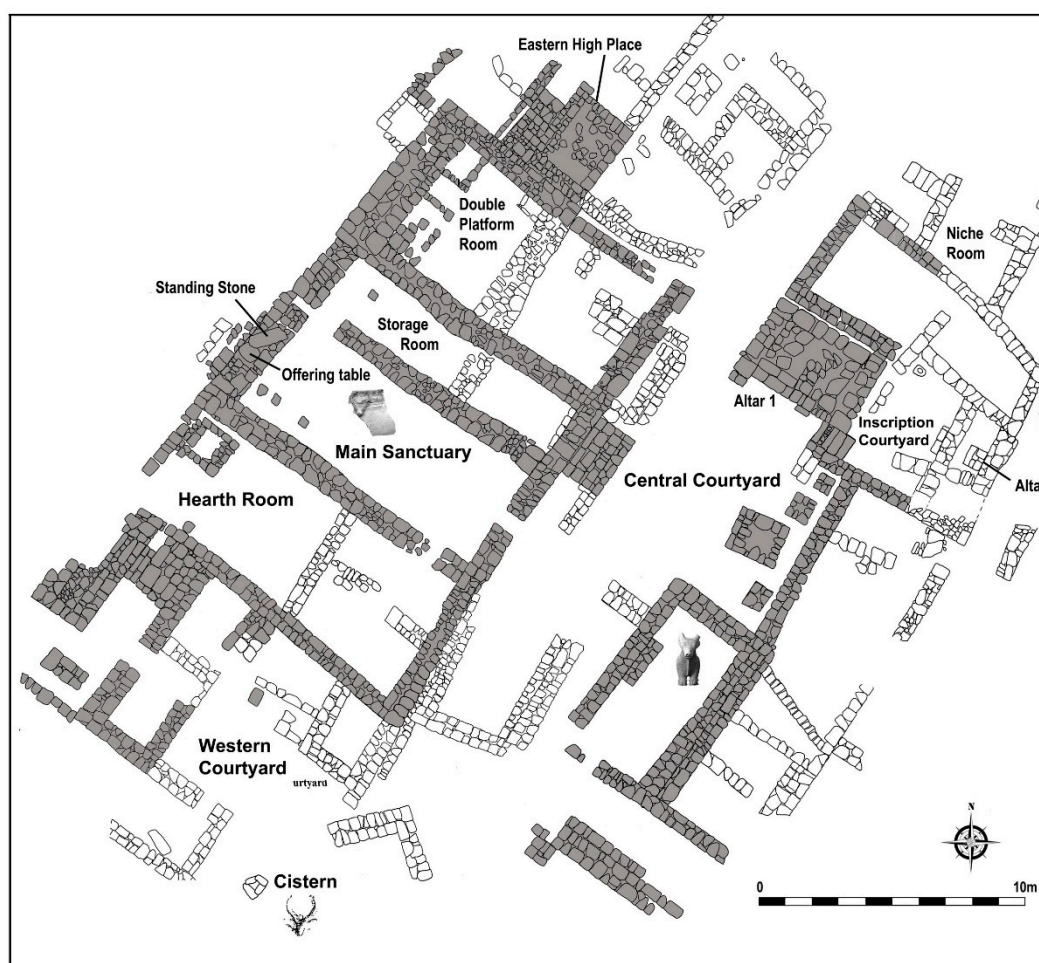 Eastern High Place
Double
Platform
Room
Niche
Room
Standing Stone
Storage
Room
Offering table
Altar 1
Inscription
Courtyard
Main Sanctuary
Central Courtyard
Alta
Hearth Room
Western
Courtyard
urtyard
N
Cistern
0
10m